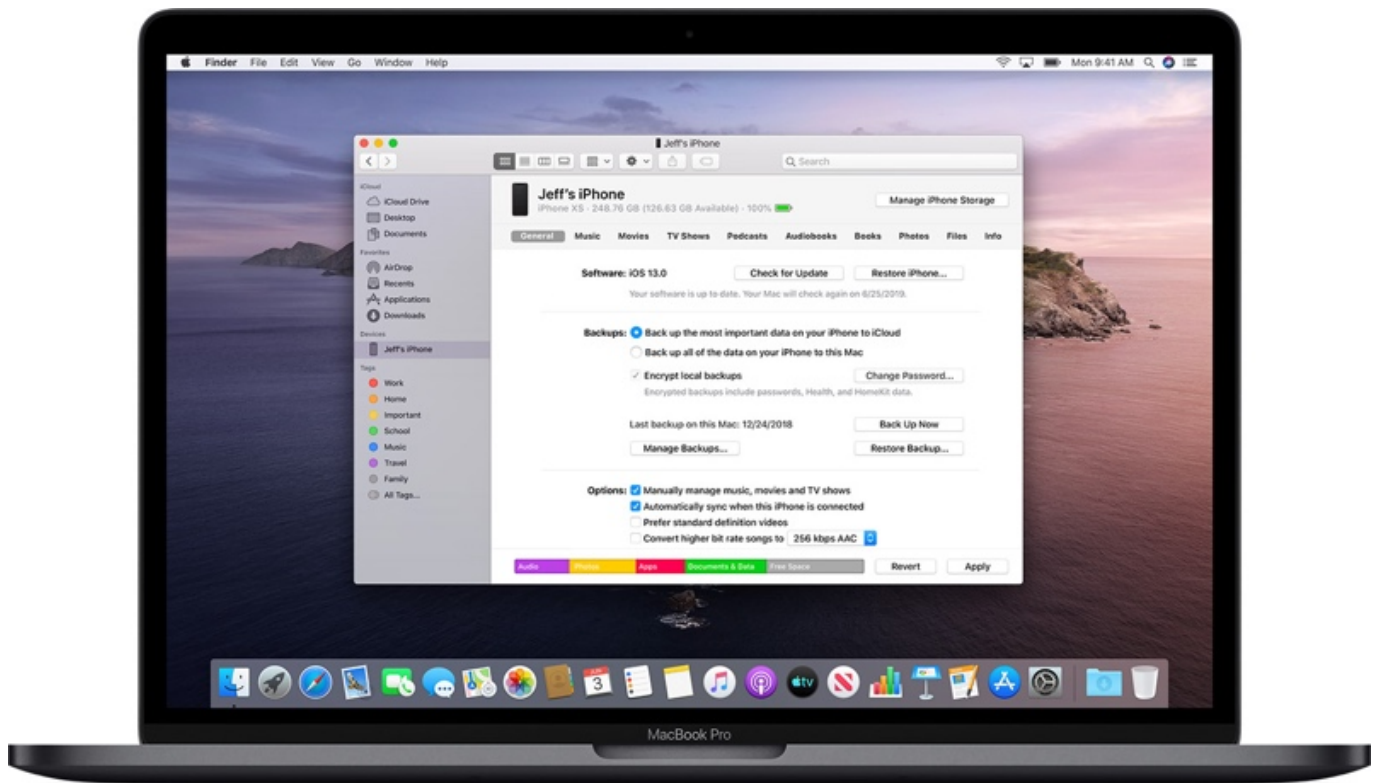 Finder File Edit View Go Window Help Mon 9:41 AM
Jeff's iPhone
Search
iCloud
iCloud Drive
Desktop
Documents
Favorites
AirDrop
Recents
Applications
Downloads
Devices
Jeff's iPhone
Tags
Work
Home
Important
School
Music
Travel
Family
All Tags...
Jeff's iPhone
iPhone XS - 248.76 GB (126.63 GB Available) - 100%
Manage iPhone Storage
General Music Movies TV Shows Podcasts Audiobooks Books Photos Files Info
Software: iOS 13.0 Check for Update Restore iPhone...
Your software is up to date. Your Mac will check again on 6/25/2019.
Backups: Back up the most important data on your iPhone to iCloud
Back up all of the data on your iPhone to this Mac
Encrypt local backups Change Password...
Encrypted backups include passwords, Health, and HomeKit data.
Last backup on this Mac: 12/24/2018 Back Up Now
Manage Backups... Restore Backup...
Options: Manually manage music, movies and TV shows
Automatically sync when this iPhone is connected
Prefer standard definition videos
Convert higher bit rate songs to 256 kbps AAC
Audio Photos Apps Documents & Data Free Space Revert Apply
JUN
3
tv
MacBook Pro